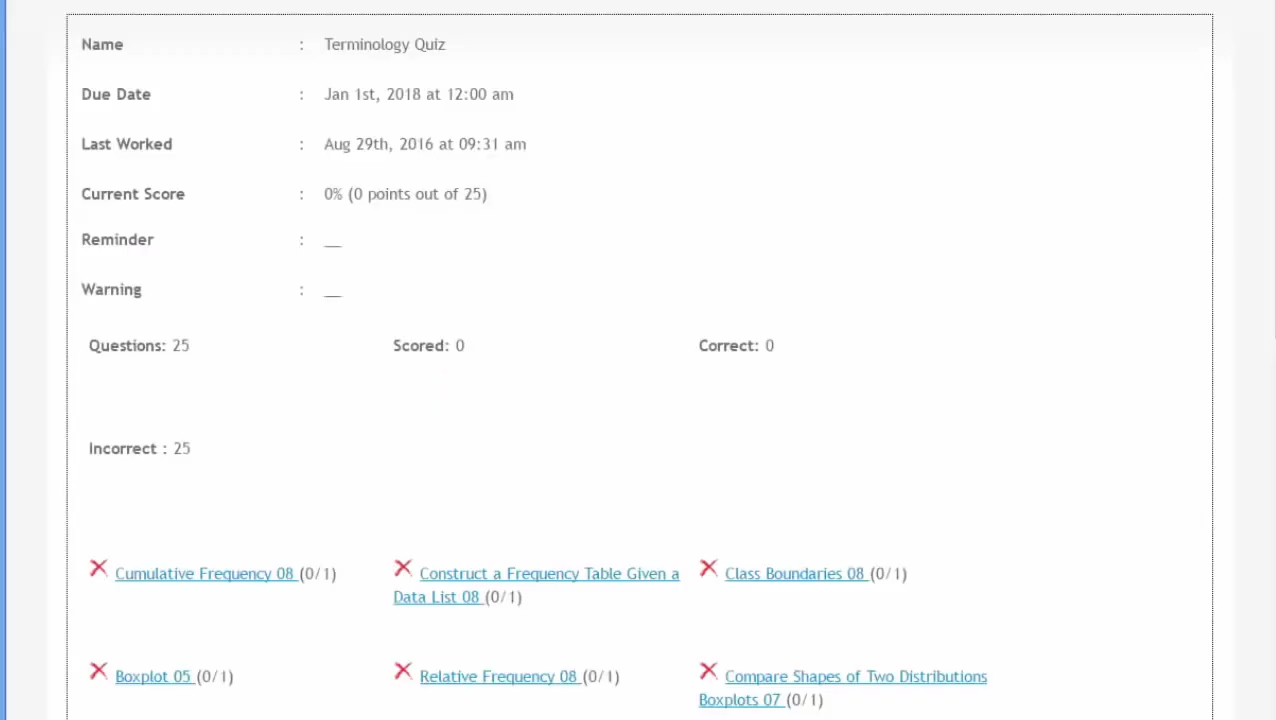 Name : Terminology Quiz
Due Date : Jan 1st, 2018 at 12:00 am
Last Worked : Aug 29th, 2016 at 09:31 am
Current Score : 0% (0 points out of 25)
Reminder : __
Warning : __
Questions: 25 Scored: 0 Correct: 0
Incorrect : 25
Cumulative Frequency 08 (0/1)
Construct a Frequency Table Given a
Data List 08 (0/1)
Class Boundaries 08 (0/1)
Boxplot 05 (0/1)
Relative Frequency 08 (0/1)
Compare Shapes of Two Distributions
Boxplots 07 (0/1)